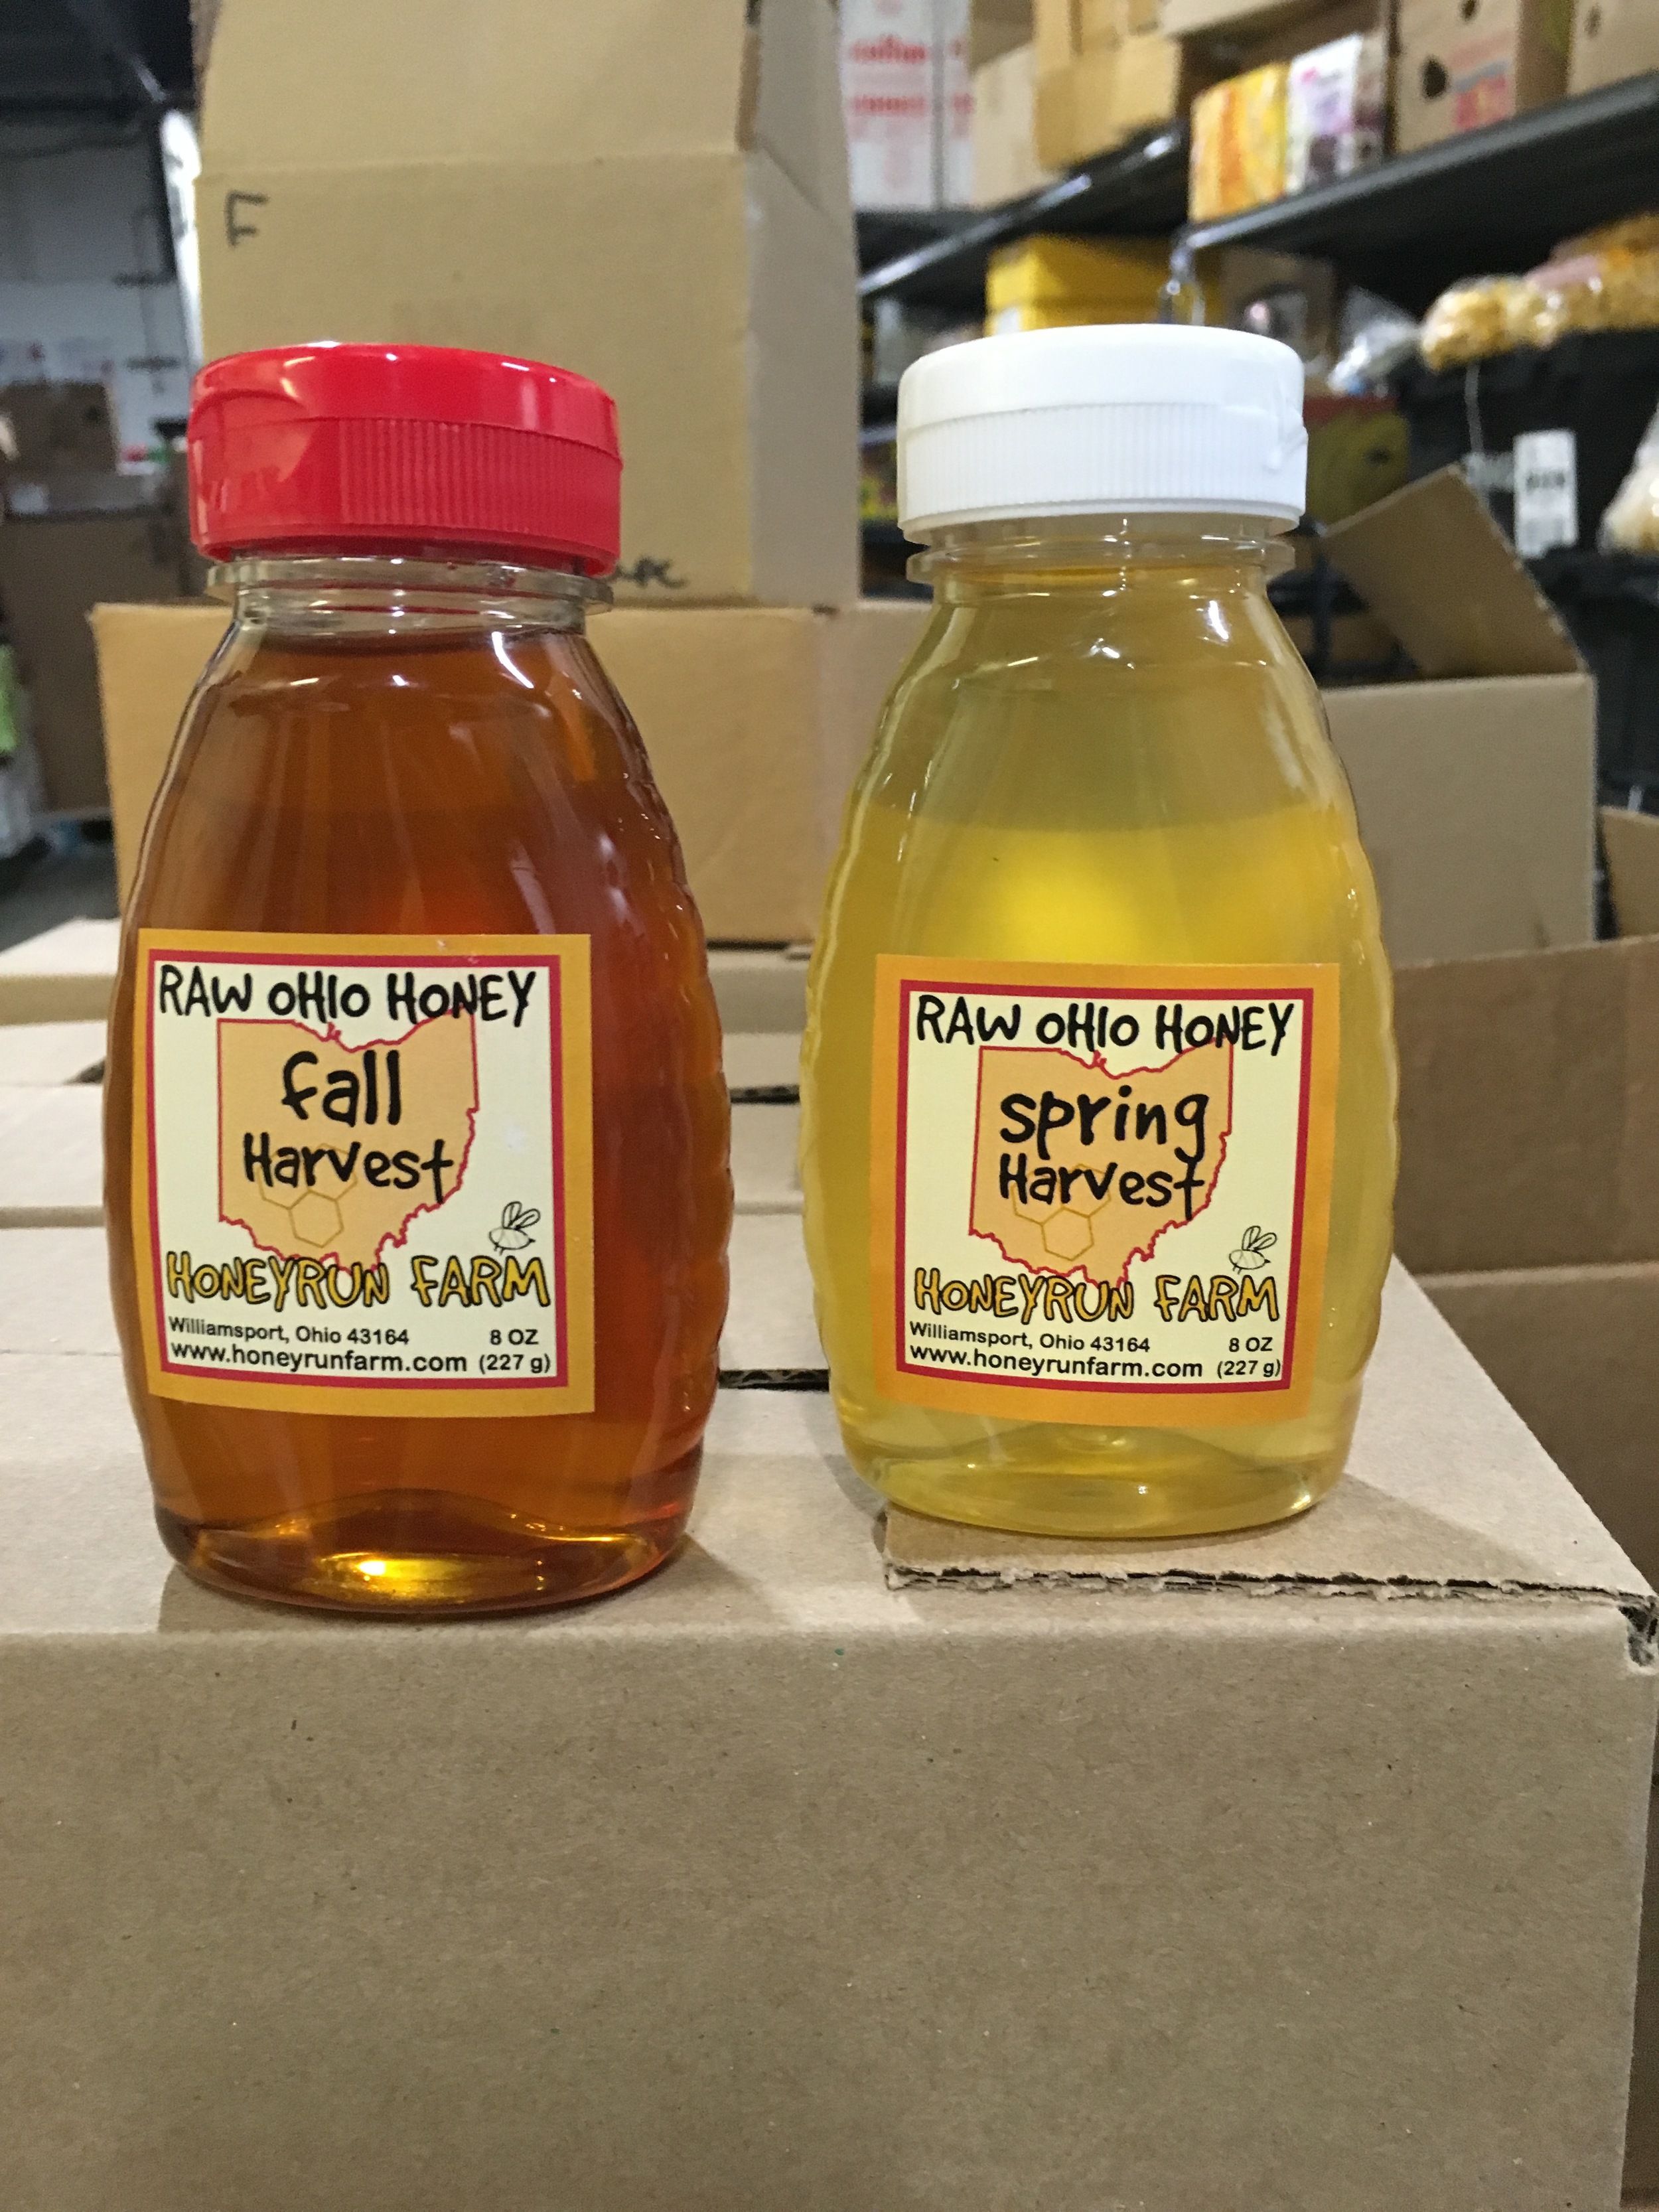 F
RAW OHIO HONEY
fall
Harvest
HONEYRUN FARM
Williamsport, Ohio 43164 8 OZ
www.honeyrunfarm.com (227 g)
RAW OHIO HONEY
spring
Harvest
HONEYRUN FARM
Williamsport, Ohio 43164 8 OZ
www.honeyrunfarm.com (227 g)